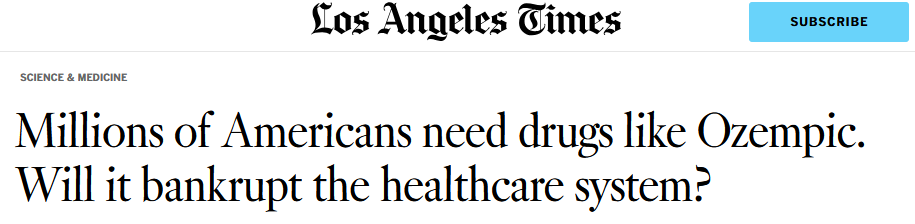 Los Angeles Times
SUBSCRIBE
SCIENCE & MEDICINE
Millions of Americans need drugs like Ozempic.
Will it bankrupt the healthcare system?